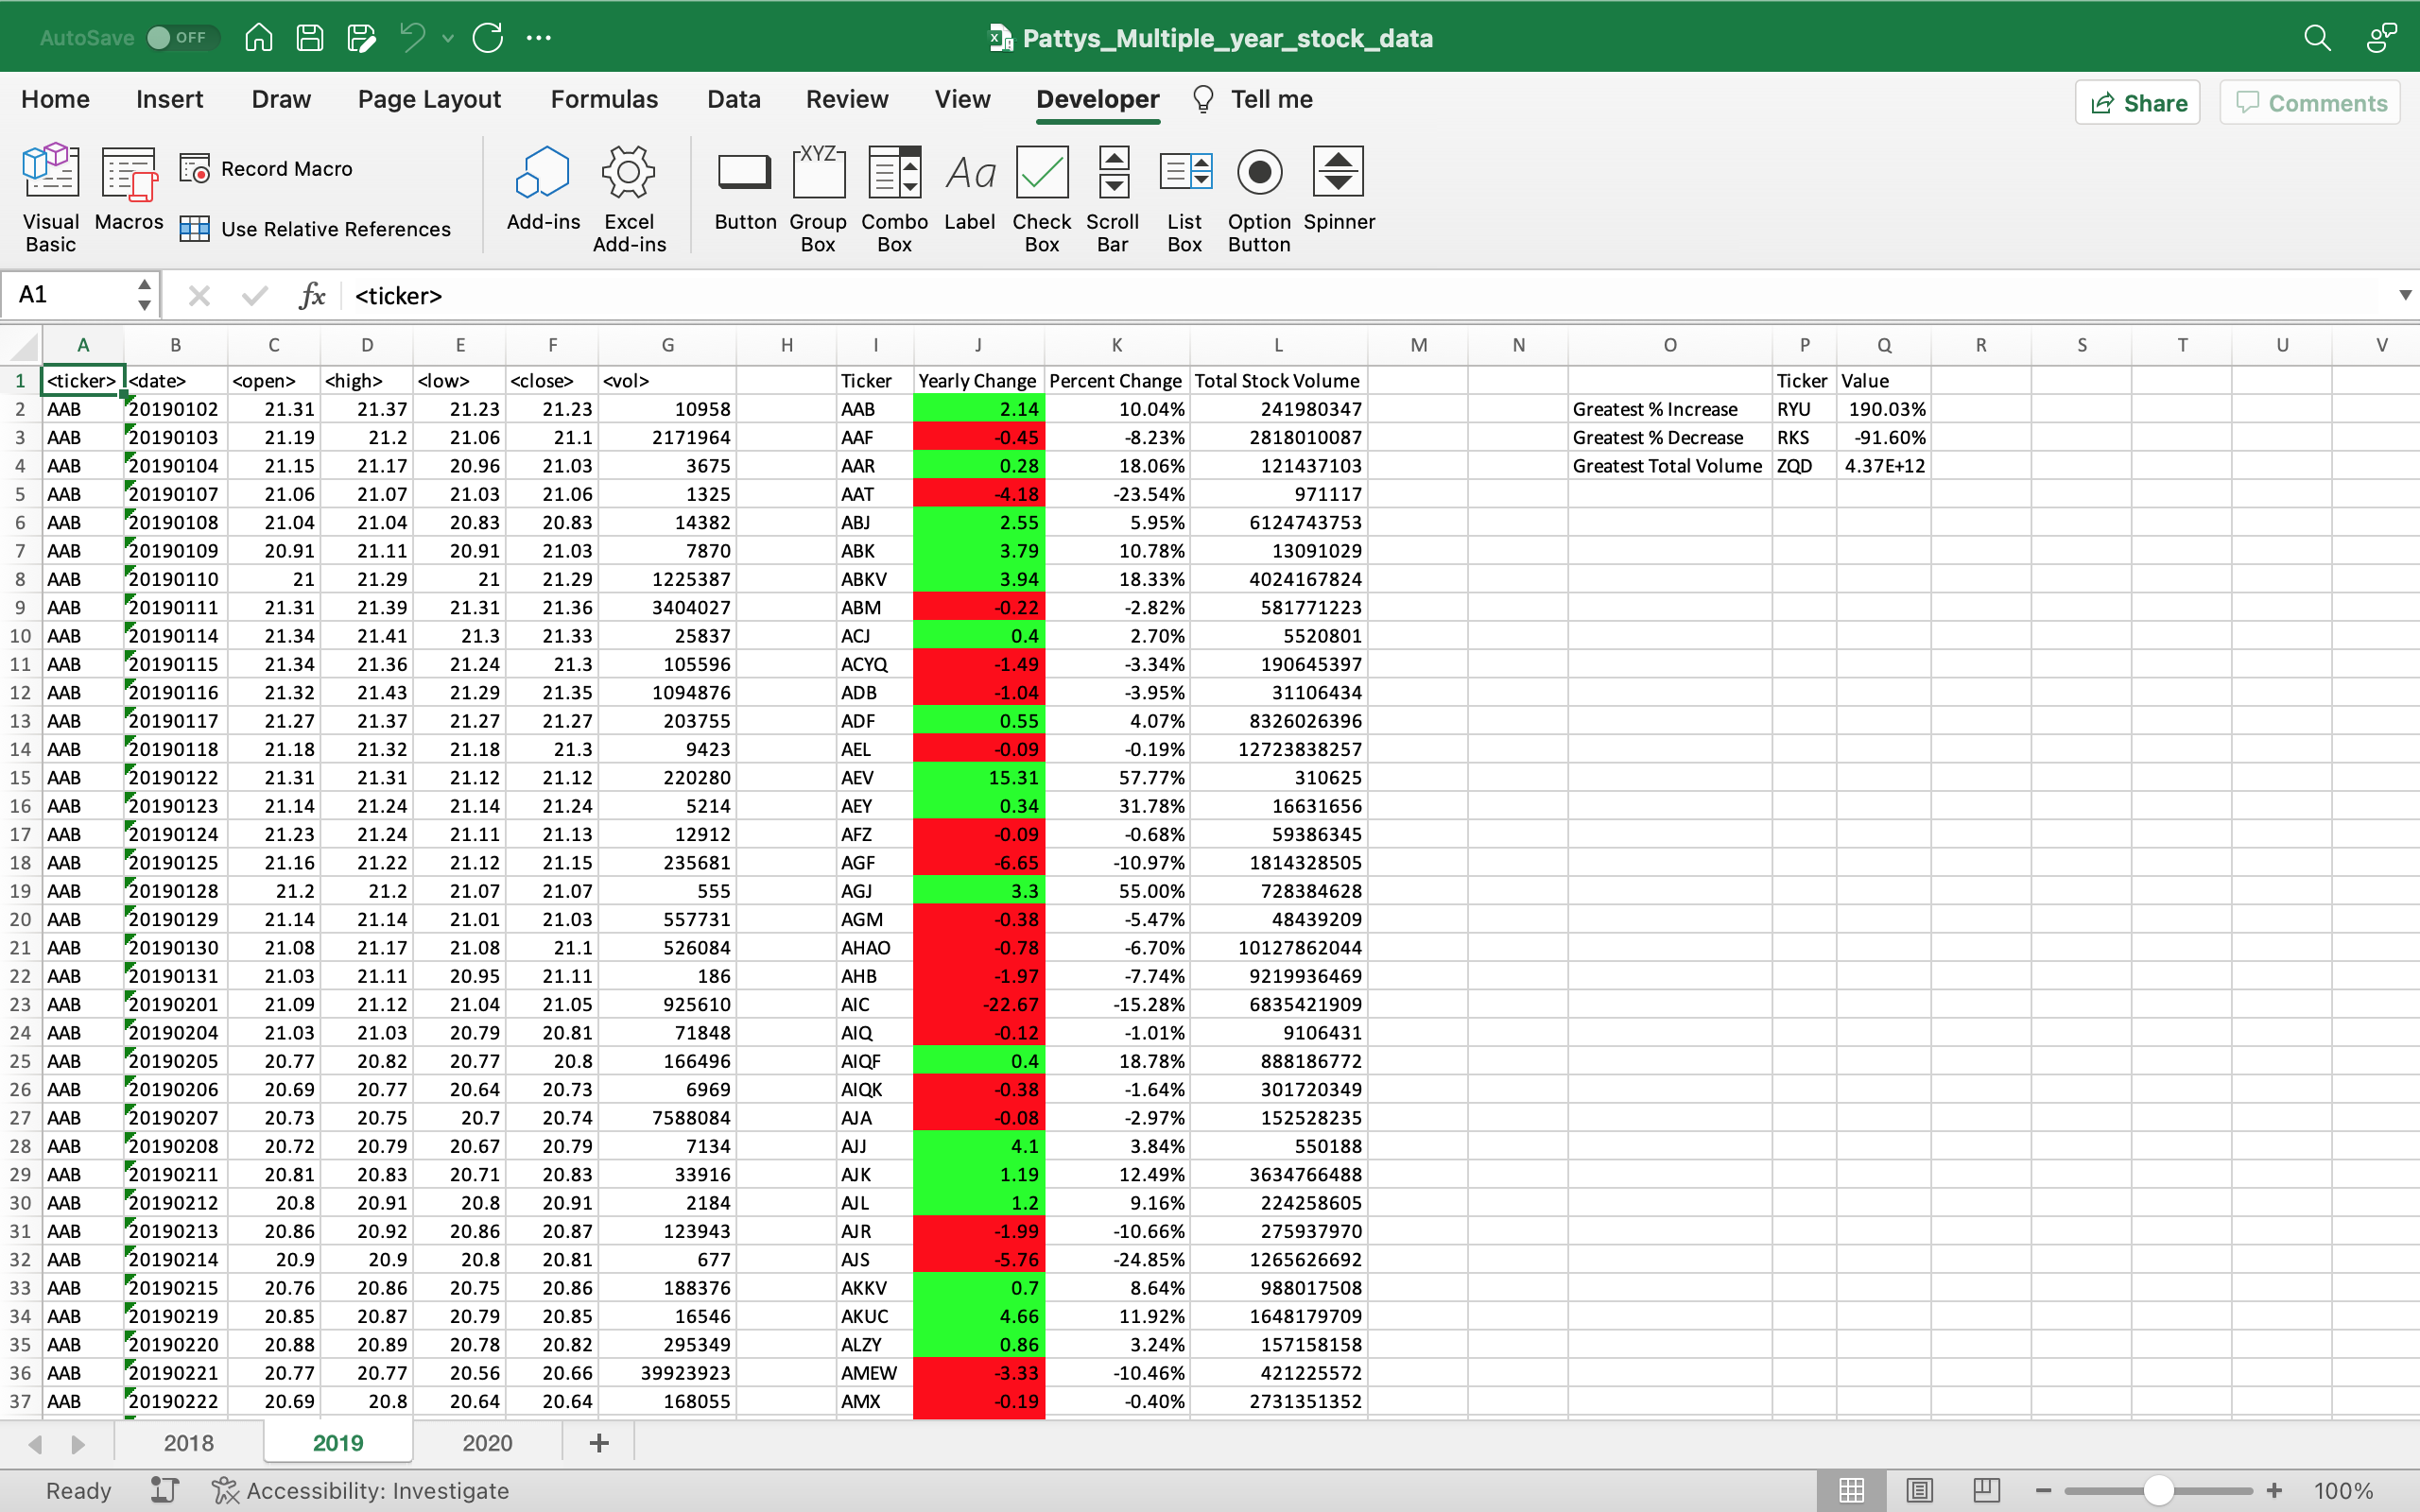 AutoSave OFF Pattys_Multiple_year_stock_data
Home Insert Draw Page Layout Formulas Data Review View Developer Tell me Share Comments
Visual Basic Macros Record Macro Use Relative References Add-ins Excel Add-ins Button XYZ Group Box Combo Box Aa Label Check Box Scroll Bar List Box Option Button Spinner
A1 fx <ticker>
A B C D E F G H I J K L M N O P Q R S T U V
1 <ticker> <date> <open> <high> <low> <close> <vol> Ticker Yearly Change Percent Change Total Stock Volume Ticker Value
2 AAB 20190102 21.31 21.37 21.23 21.23 10958 AAB 2.14 10.04% 241980347 Greatest % Increase RYU 190.03%
3 AAB 20190103 21.19 21.2 21.06 21.1 2171964 AAF -0.45 -8.23% 2818010087 Greatest % Decrease RKS -91.60%
4 AAB 20190104 21.15 21.17 20.96 21.03 3675 AAR 0.28 18.06% 121437103 Greatest Total Volume ZQD 4.37E+12
5 AAB 20190107 21.06 21.07 21.03 21.06 1325 AAT -4.18 -23.54% 971117
6 AAB 20190108 21.04 21.04 20.83 20.83 14382 ABJ 2.55 5.95% 6124743753
7 AAB 20190109 20.91 21.11 20.91 21.03 7870 ABK 3.79 10.78% 13091029
8 AAB 20190110 21 21.29 21 21.29 1225387 ABKV 3.94 18.33% 4024167824
9 AAB 20190111 21.31 21.39 21.31 21.36 3404027 ABM -0.22 -2.82% 581771223
10 AAB 20190114 21.34 21.41 21.3 21.33 25837 ACJ 0.4 2.70% 5520801
11 AAB 20190115 21.34 21.36 21.24 21.3 105596 ACYQ -1.49 -3.34% 190645397
12 AAB 20190116 21.32 21.43 21.29 21.35 1094876 ADB -1.04 -3.95% 31106434
13 AAB 20190117 21.27 21.37 21.27 21.27 203755 ADF 0.55 4.07% 8326026396
14 AAB 20190118 21.18 21.32 21.18 21.3 9423 AEL -0.09 -0.19% 12723838257
15 AAB 20190122 21.31 21.31 21.12 21.12 220280 AEV 15.31 57.77% 310625
16 AAB 20190123 21.14 21.24 21.14 21.24 5214 AEY 0.34 31.78% 16631656
17 AAB 20190124 21.23 21.24 21.11 21.13 12912 AFZ -0.09 -0.68% 59386345
18 AAB 20190125 21.16 21.22 21.12 21.15 235681 AGF -6.65 -10.97% 1814328505
19 AAB 20190128 21.2 21.2 21.07 21.07 555 AGJ 3.3 55.00% 728384628
20 AAB 20190129 21.14 21.14 21.01 21.03 557731 AGM -0.38 -5.47% 48439209
21 AAB 20190130 21.08 21.17 21.08 21.1 526084 AHAO -0.78 -6.70% 10127862044
22 AAB 20190131 21.03 21.11 20.95 21.11 186 AHB -1.97 -7.74% 9219936469
23 AAB 20190201 21.09 21.12 21.04 21.05 925610 AIC -22.67 -15.28% 6835421909
24 AAB 20190204 21.03 21.03 20.79 20.81 71848 AIQ -0.12 -1.01% 9106431
25 AAB 20190205 20.77 20.82 20.77 20.8 166496 AIQF 0.4 18.78% 888186772
26 AAB 20190206 20.69 20.77 20.64 20.73 6969 AIQK -0.38 -1.64% 301720349
27 AAB 20190207 20.73 20.75 20.7 20.74 7588084 AJA -0.08 -2.97% 152528235
28 AAB 20190208 20.72 20.79 20.67 20.79 7134 AJJ 4.1 3.84% 550188
29 AAB 20190211 20.81 20.83 20.71 20.83 33916 AJK 1.19 12.49% 3634766488
30 AAB 20190212 20.8 20.91 20.8 20.91 2184 AJL 1.2 9.16% 224258605
31 AAB 20190213 20.86 20.92 20.86 20.87 123943 AJR -1.99 -10.66% 275937970
32 AAB 20190214 20.9 20.9 20.8 20.81 677 AJS -5.76 -24.85% 1265626692
33 AAB 20190215 20.76 20.86 20.75 20.86 188376 AKKV 0.7 8.64% 988017508
34 AAB 20190219 20.85 20.87 20.79 20.85 16546 AKUC 4.66 11.92% 1648179709
35 AAB 20190220 20.88 20.89 20.78 20.82 295349 ALZY 0.86 3.24% 157158158
36 AAB 20190221 20.77 20.77 20.56 20.66 39923923 AMEW -3.33 -10.46% 421225572
37 AAB 20190222 20.69 20.8 20.64 20.64 168055 AMX -0.19 -0.40% 2731351352
2018 2019 2020 +
Ready Accessibility: Investigate 100%